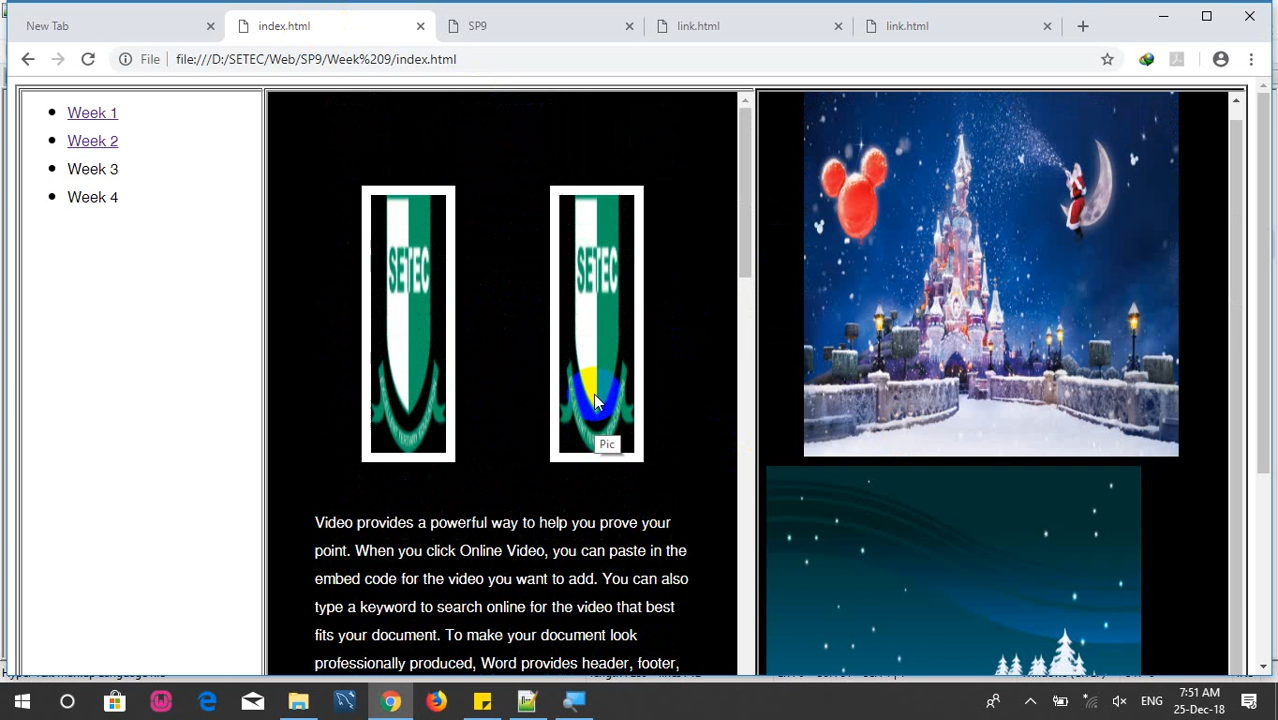 New Tab
index.html
SP9
link.html
link.html
File
file:///D:/SETEC/Web/SP9/Week%209/index.html
Week 1
Week 2
Week 3
Week 4
SETEC
SETEC
Pic
Video provides a powerful way to help you prove your
point. When you click Online Video, you can paste in the
embed code for the video you want to add. You can also
type a keyword to search online for the video that best
fits your document. To make your document look
professionally produced, Word provides header, footer,
ENG
7:51 AM
25-Dec-18